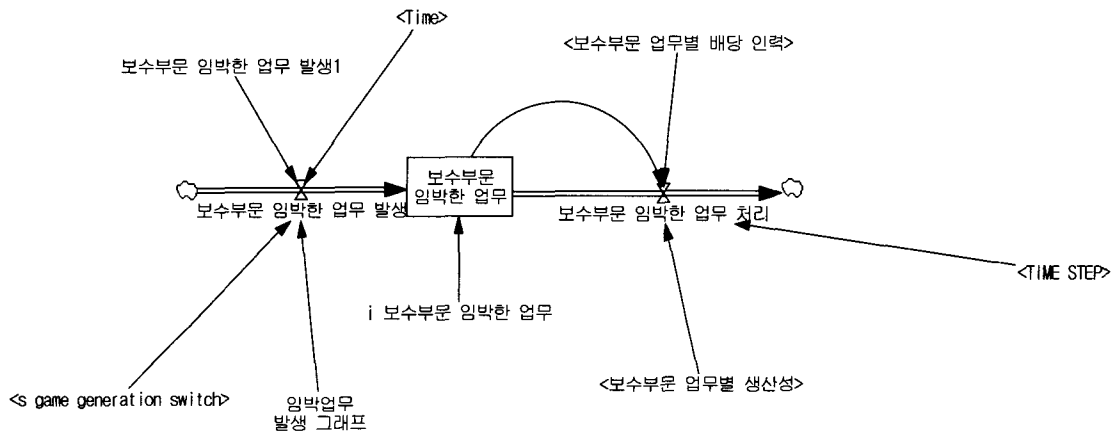 <Time>
<보수부문 업무별 배당 인력>
보수부문 임박한 업무 발생1
보수부문
임박한 업무
보수부문 임박한 업무 발생
보수부문 임박한 업무 처리
<TIME STEP>
i 보수부문 임박한 업무
<s game generation switch>
임박업무
발생 그래프
<보수부문 업무별 생산성>